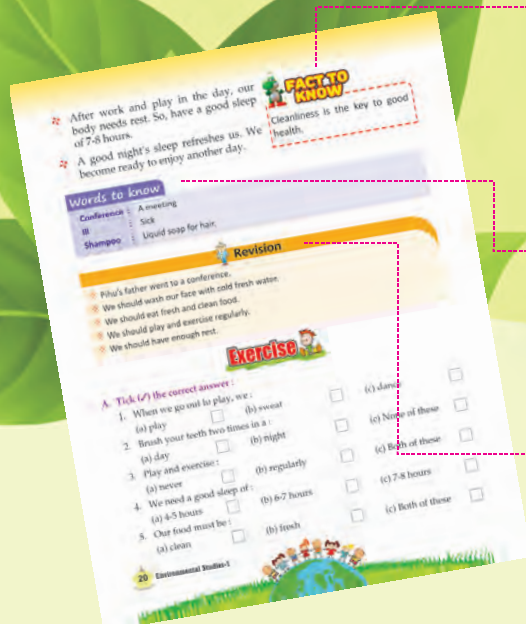 After work and play in the day, our
body needs rest. So, have a good sleep
of 7-8 hours.
A good night's sleep refreshes us. We
become ready to enjoy another day.
FACT TO
KNOW
Cleanliness is the key to good
health.
Words to know
Conference : A meeting
Ill : Sick
Shampoo : Liquid soap for hair.
Revision
Pihu's father went to a conference.
We should wash our face with cold fresh water.
We should eat fresh and clean food.
We should play and exercise regularly.
We should have enough rest.
Exercise
A. Tick (✓) the correct answer :
1. When we go out to play, we :
(a) play (b) sweat (c) dance
2. Brush your teeth two times in a :
(a) day (b) night (c) None of these
3. Play and exercise :
(a) never (b) regularly (c) Both of these
4. We need a good sleep of :
(a) 4-5 hours (b) 6-7 hours (c) 7-8 hours
5. Our food must be :
(a) clean (b) fresh (c) Both of these
20 Environmental Studies-1